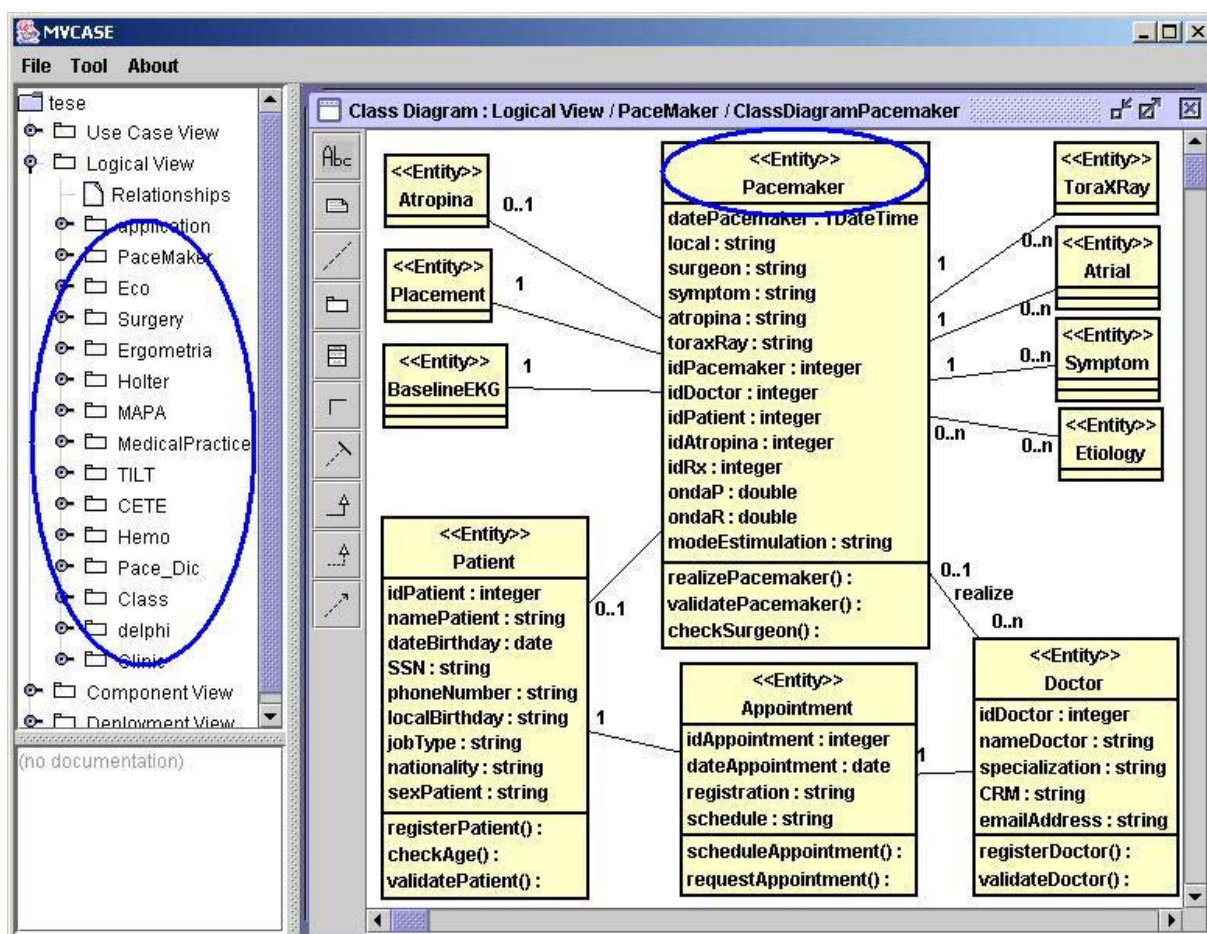 MVCASE
File Tool About
tese
Use Case View
Logical View
Relationships
application
PaceMaker
Eco
Surgery
Ergometria
Holter
MAPA
MedicalPractice
TILT
CETE
Hemo
Pace_Dic
Class
delphi
Clinic
Component View
Deployment View
(no documentation)
Class Diagram : Logical View / PaceMaker / ClassDiagramPacemaker
Abc
<<Entity>>
Atropina
0..1
<<Entity>>
Placement
1
<<Entity>>
BaselineEKG
1
<<Entity>>
Pacemaker
datePacemaker : TDateTime
local : string
surgeon : string
symptom : string
atropina : string
toraxRay : string
idPacemaker : integer
idDoctor : integer
idPatient : integer
idAtropina : integer
idRx : integer
ondaP : double
ondaR : double
modeEstimulation : string
realizePacemaker() :
validatePacemaker() :
checkSurgeon() :
<<Entity>>
ToraXRay
0..n
1
<<Entity>>
Atrial
0..n
1
<<Entity>>
Symptom
0..n
1
<<Entity>>
Etiology
0..n
0..n
<<Entity>>
Patient
idPatient : integer
namePatient : string
dateBirthday : date
SSN : string
phoneNumber : string
localBirthday : string
jobType : string
nationality : string
sexPatient : string
registerPatient() :
checkAge() :
validatePatient() :
0..1
1
<<Entity>>
Appointment
idAppointment : integer
dateAppointment : date
registration : string
schedule : string
scheduleAppointment() :
requestAppointment() :
1
0..1
realize
0..n
<<Entity>>
Doctor
idDoctor : integer
nameDoctor : string
specialization : string
CRM : string
emailAddress : string
registerDoctor() :
validateDoctor() :